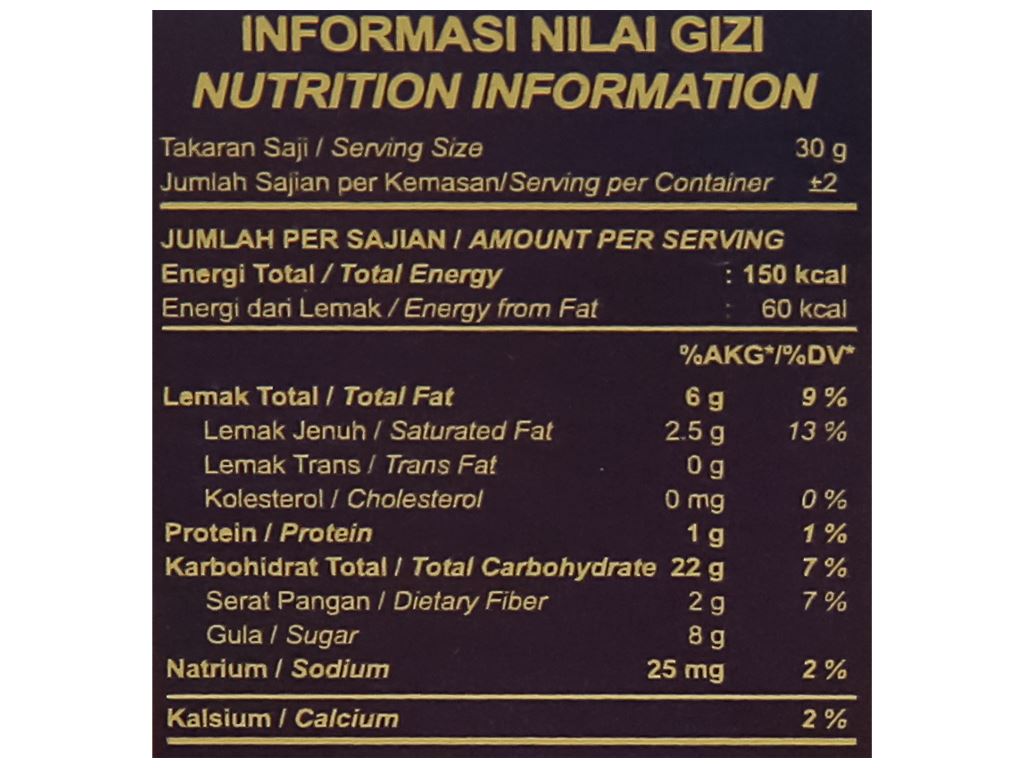 INFORMASI NILAI GIZI
NUTRITION INFORMATION
Takaran Saji / Serving Size 30 g
Jumlah Sajian per Kemasan/Serving per Container ±2
JUMLAH PER SAJIAN / AMOUNT PER SERVING
Energi Total / Total Energy : 150 kcal
Energi dari Lemak / Energy from Fat : 60 kcal
%AKG*/%DV*
Lemak Total / Total Fat 6 g 9 %
Lemak Jenuh / Saturated Fat 2.5 g 13 %
Lemak Trans / Trans Fat 0 g
Kolesterol / Cholesterol 0 mg 0 %
Protein / Protein 1 g 1 %
Karbohidrat Total / Total Carbohydrate 22 g 7 %
Serat Pangan / Dietary Fiber 2 g 7 %
Gula / Sugar 8 g
Natrium / Sodium 25 mg 2 %
Kalsium / Calcium 2 %